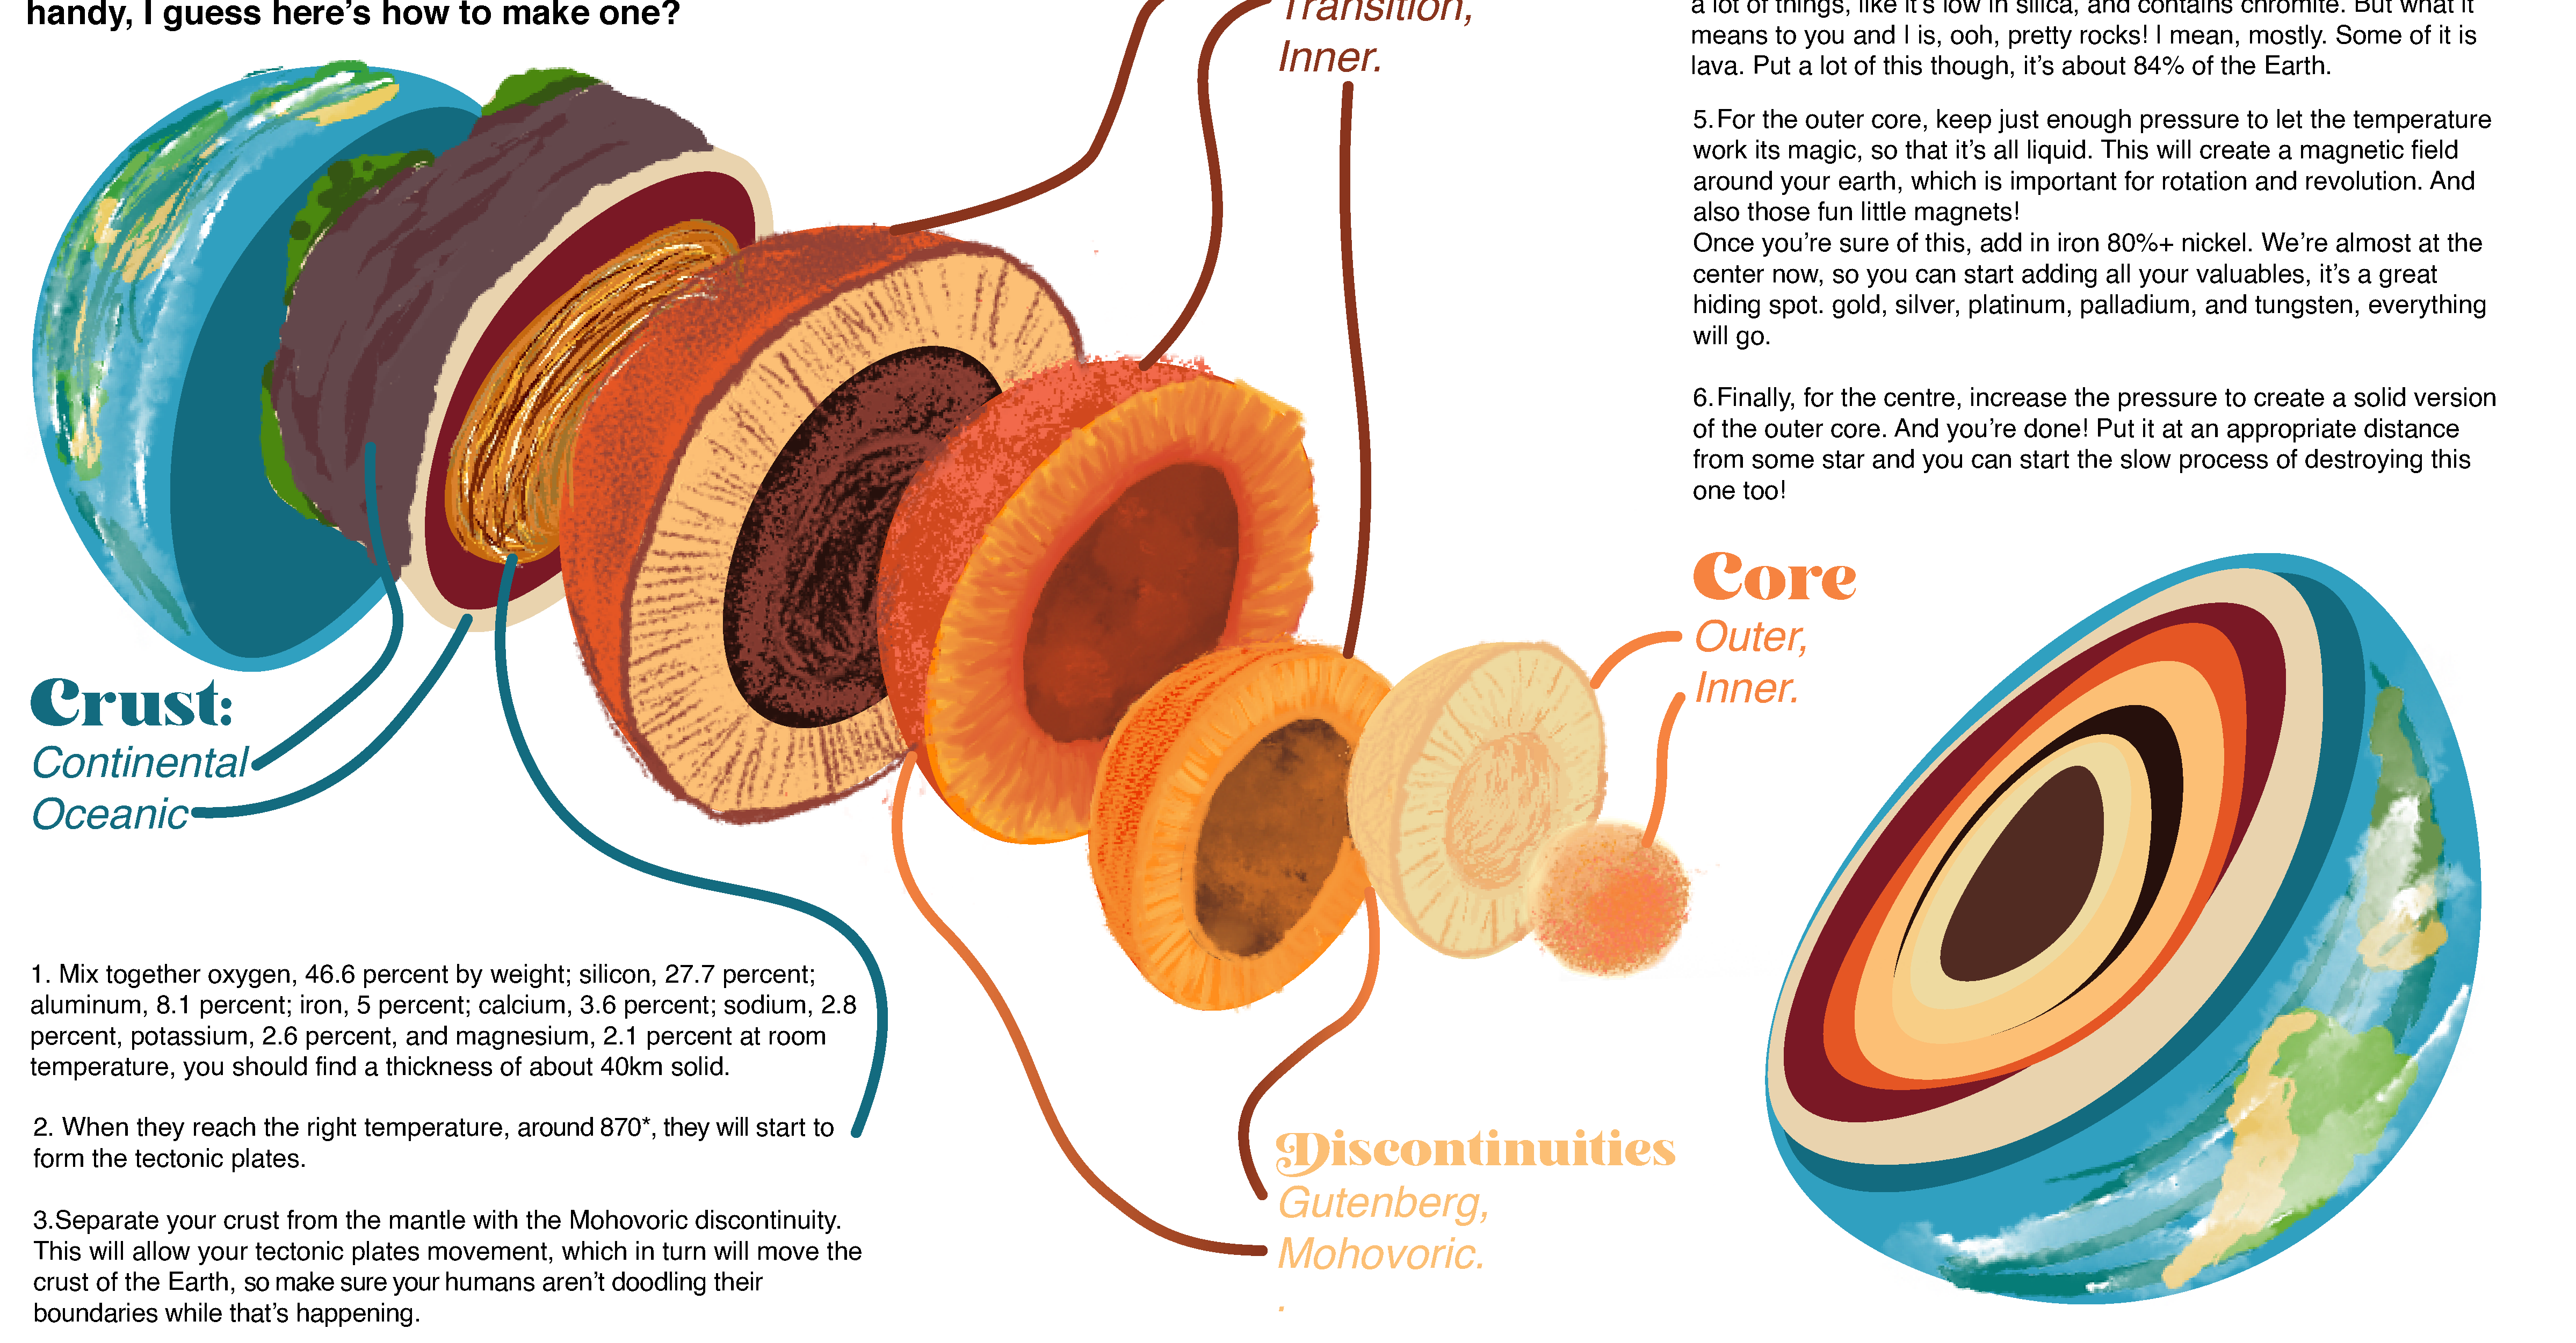 handy, I guess here's how to make one?
Crust:
Continental
Oceanic
1. Mix together oxygen, 46.6 percent by weight; silicon, 27.7 percent;
aluminum, 8.1 percent; iron, 5 percent; calcium, 3.6 percent; sodium, 2.8
percent, potassium, 2.6 percent, and magnesium, 2.1 percent at room
temperature, you should find a thickness of about 40km solid.
2. When they reach the right temperature, around 870*, they will start to
form the tectonic plates.
3.Separate your crust from the mantle with the Mohovoric discontinuity.
This will allow your tectonic plates movement, which in turn will move the
crust of the Earth, so make sure your humans aren't doodling their
boundaries while that's happening.
Transition,
Inner.
Discontinuities
Gutenberg,
Mohovoric.
.
a lot of things, like it's low in silica, and contains chromite. But what it
means to you and I is, ooh, pretty rocks! I mean, mostly. Some of it is
lava. Put a lot of this though, it's about 84% of the Earth.
5.For the outer core, keep just enough pressure to let the temperature
work its magic, so that it's all liquid. This will create a magnetic field
around your earth, which is important for rotation and revolution. And
also those fun little magnets!
Once you're sure of this, add in iron 80%+ nickel. We're almost at the
center now, so you can start adding all your valuables, it's a great
hiding spot. gold, silver, platinum, palladium, and tungsten, everything
will go.
6.Finally, for the centre, increase the pressure to create a solid version
of the outer core. And you're done! Put it at an appropriate distance
from some star and you can start the slow process of destroying this
one too!
Core
Outer,
Inner.